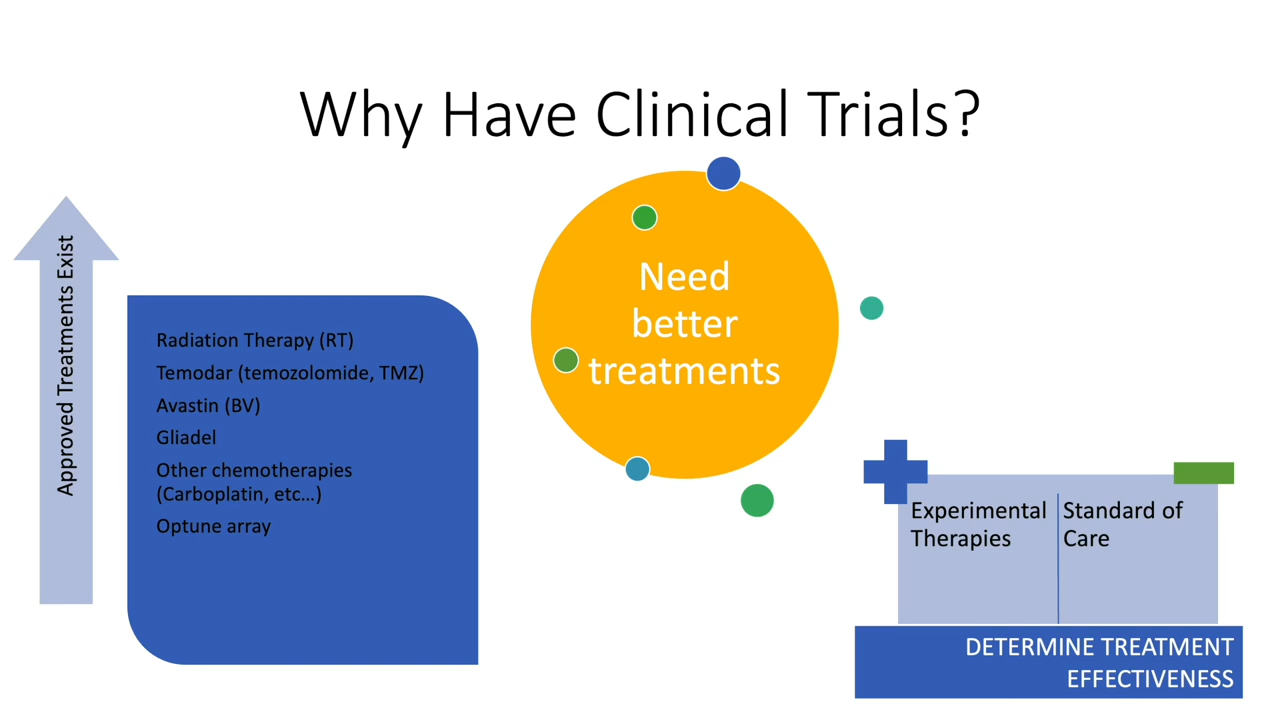 Why Have Clinical Trials?
Approved Treatments Exist
Radiation Therapy (RT)
Temodar (temozolomide, TMZ)
Avastin (BV)
Gliadel
Other chemotherapies
(Carboplatin, etc…)
Optune array
Need
better
treatments
Experimental
Therapies
Standard of
Care
DETERMINE TREATMENT
EFFECTIVENESS